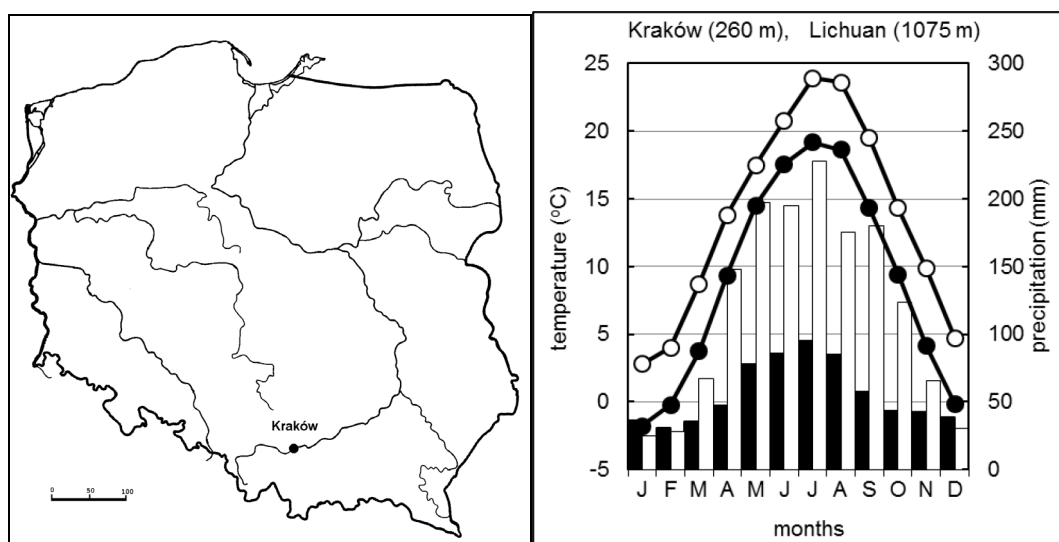 Kraków
0 50 100
Kraków (260 m), Lichuan (1075 m)
25 300
20 250
15 200
10 150
5 100
0 50
-5 0
temperature (⁰C)
precipitation (mm)
J F M A M J J A S O N D
months